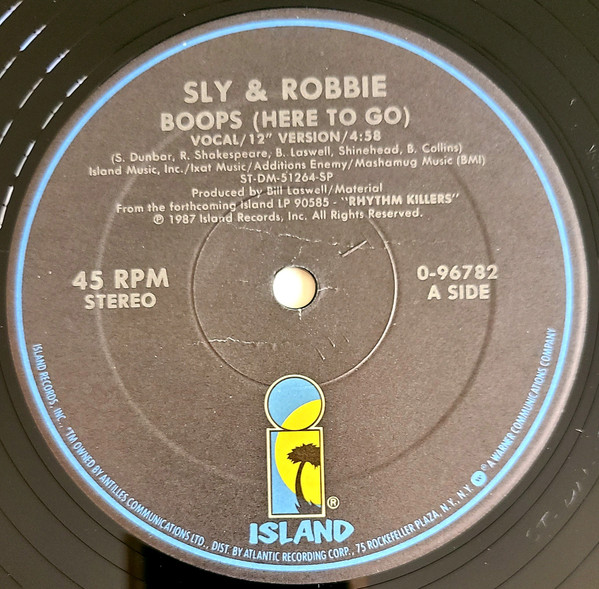 SLY & ROBBIE
BOOPS (HERE TO GO)
VOCAL/12" VERSION/4:58
(S. Dunbar, R. Shakespeare, B. Laswell, Shinehead, B. Collins)
Island Music, Inc./Ixat Music/Additions Enemy/Mashamug Music (BMI)
ST-DM-51264-SP
Produced by Bill Laswell/Material
From the forthcoming Island LP 90585 - "RHYTHM KILLERS"
℗ 1987 Island Records, Inc. All Rights Reserved.
45 RPM
STEREO
0-96782
A SIDE
®
ISLAND
ISLAND RECORDS, INC., "TM OWNED BY ANTILLES COMMUNICATIONS LTD., DIST. BY ATLANTIC RECORDING CORP., 75 ROCKEFELLER PLAZA, N.Y., N.Y. ® A WARNER COMMUNICATIONS COMPANY